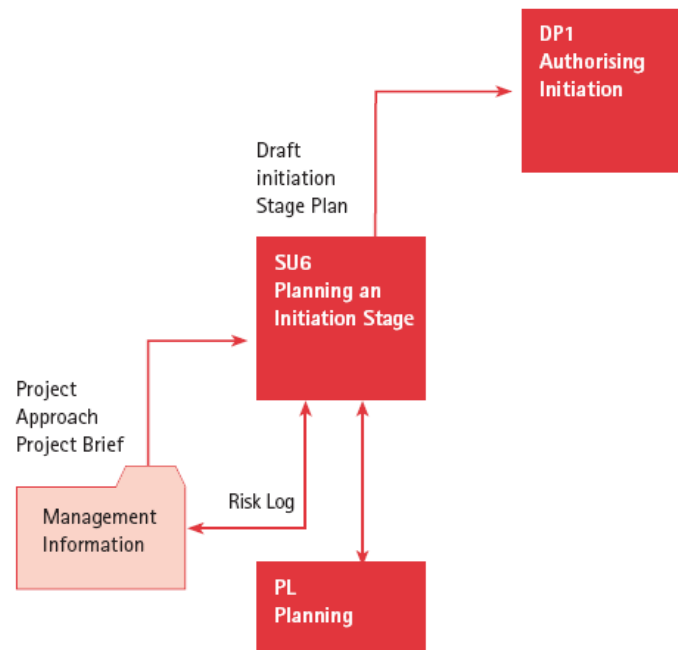 DP1
Authorising
Initiation
Draft
initiation
Stage Plan
SU6
Planning an
Initiation Stage
Project
Approach
Project Brief
Management
Information
Risk Log
PL
Planning